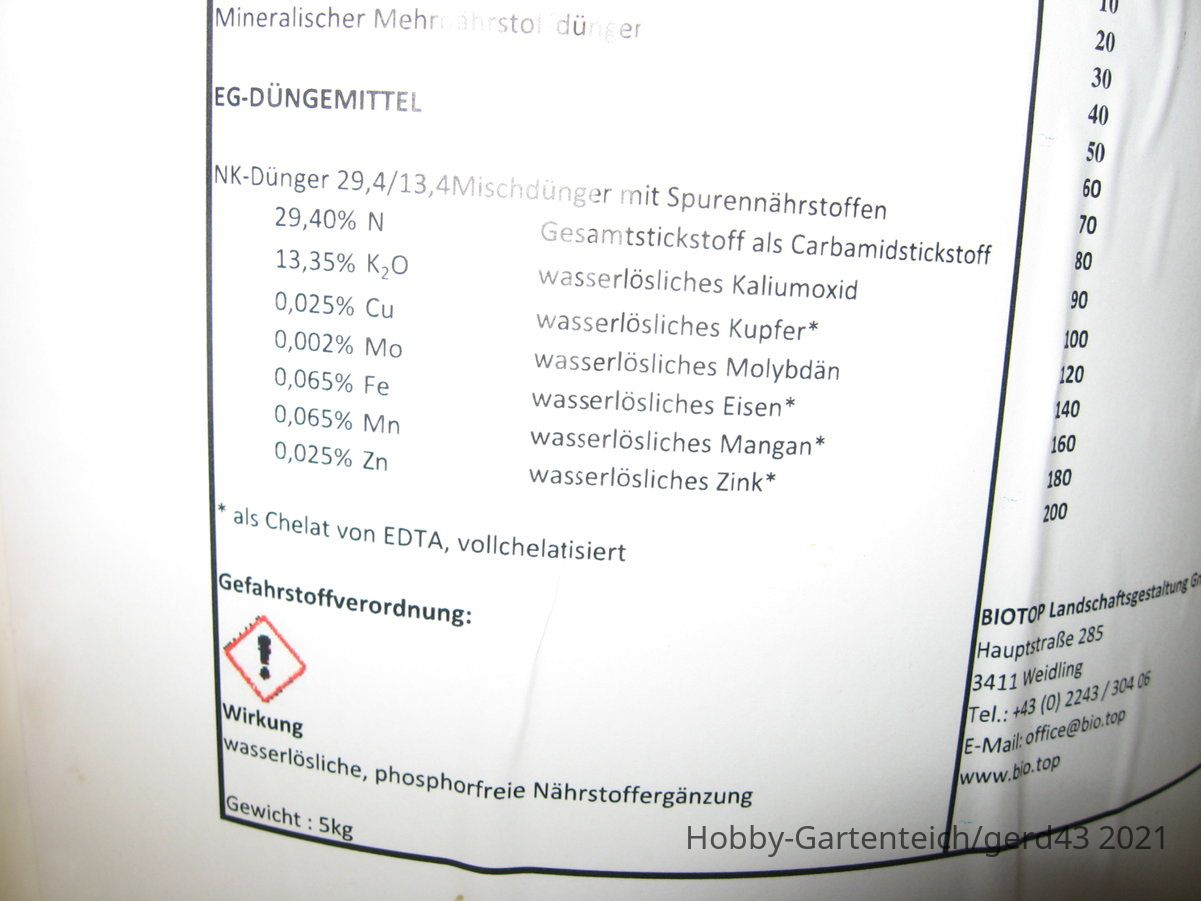 Mineralischer Mehrnährstoffdünger
EG-DÜNGEMITTEL
NK-Dünger 29,4/13,4Mischdünger mit Spurennährstoffen
29,40% N Gesamtstickstoff als Carbamidstickstoff
13,35% K₂O wasserlösliches Kaliumoxid
0,025% Cu wasserlösliches Kupfer*
0,002% Mo wasserlösliches Molybdän
0,065% Fe wasserlösliches Eisen*
0,065% Mn wasserlösliches Mangan*
0,025% Zn wasserlösliches Zink*
* als Chelat von EDTA, vollchelatisiert
Gefahrstoffverordnung:
Wirkung
wasserlösliche, phosphorfreie Nährstoffergänzung
Gewicht : 5kg
10
20
30
40
50
60
70
80
90
100
120
140
160
180
200
BIOTOP Landschaftsgestaltung
Hauptstraße 285
3411 Weidling
Tel.: +43 (0) 2243 / 304 06
E-Mail: office@bio.top
www.bio.top
Hobby-Gartenteich/gerd43 2021